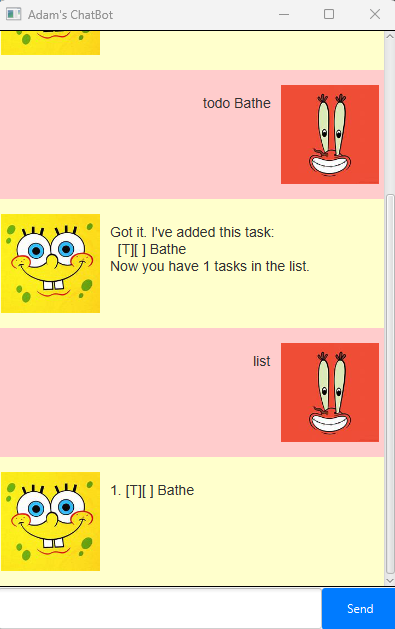 Adam's ChatBot
todo Bathe
Got it. I've added this task:
[T][ ] Bathe
Now you have 1 tasks in the list.
list
1. [T][ ] Bathe
Send